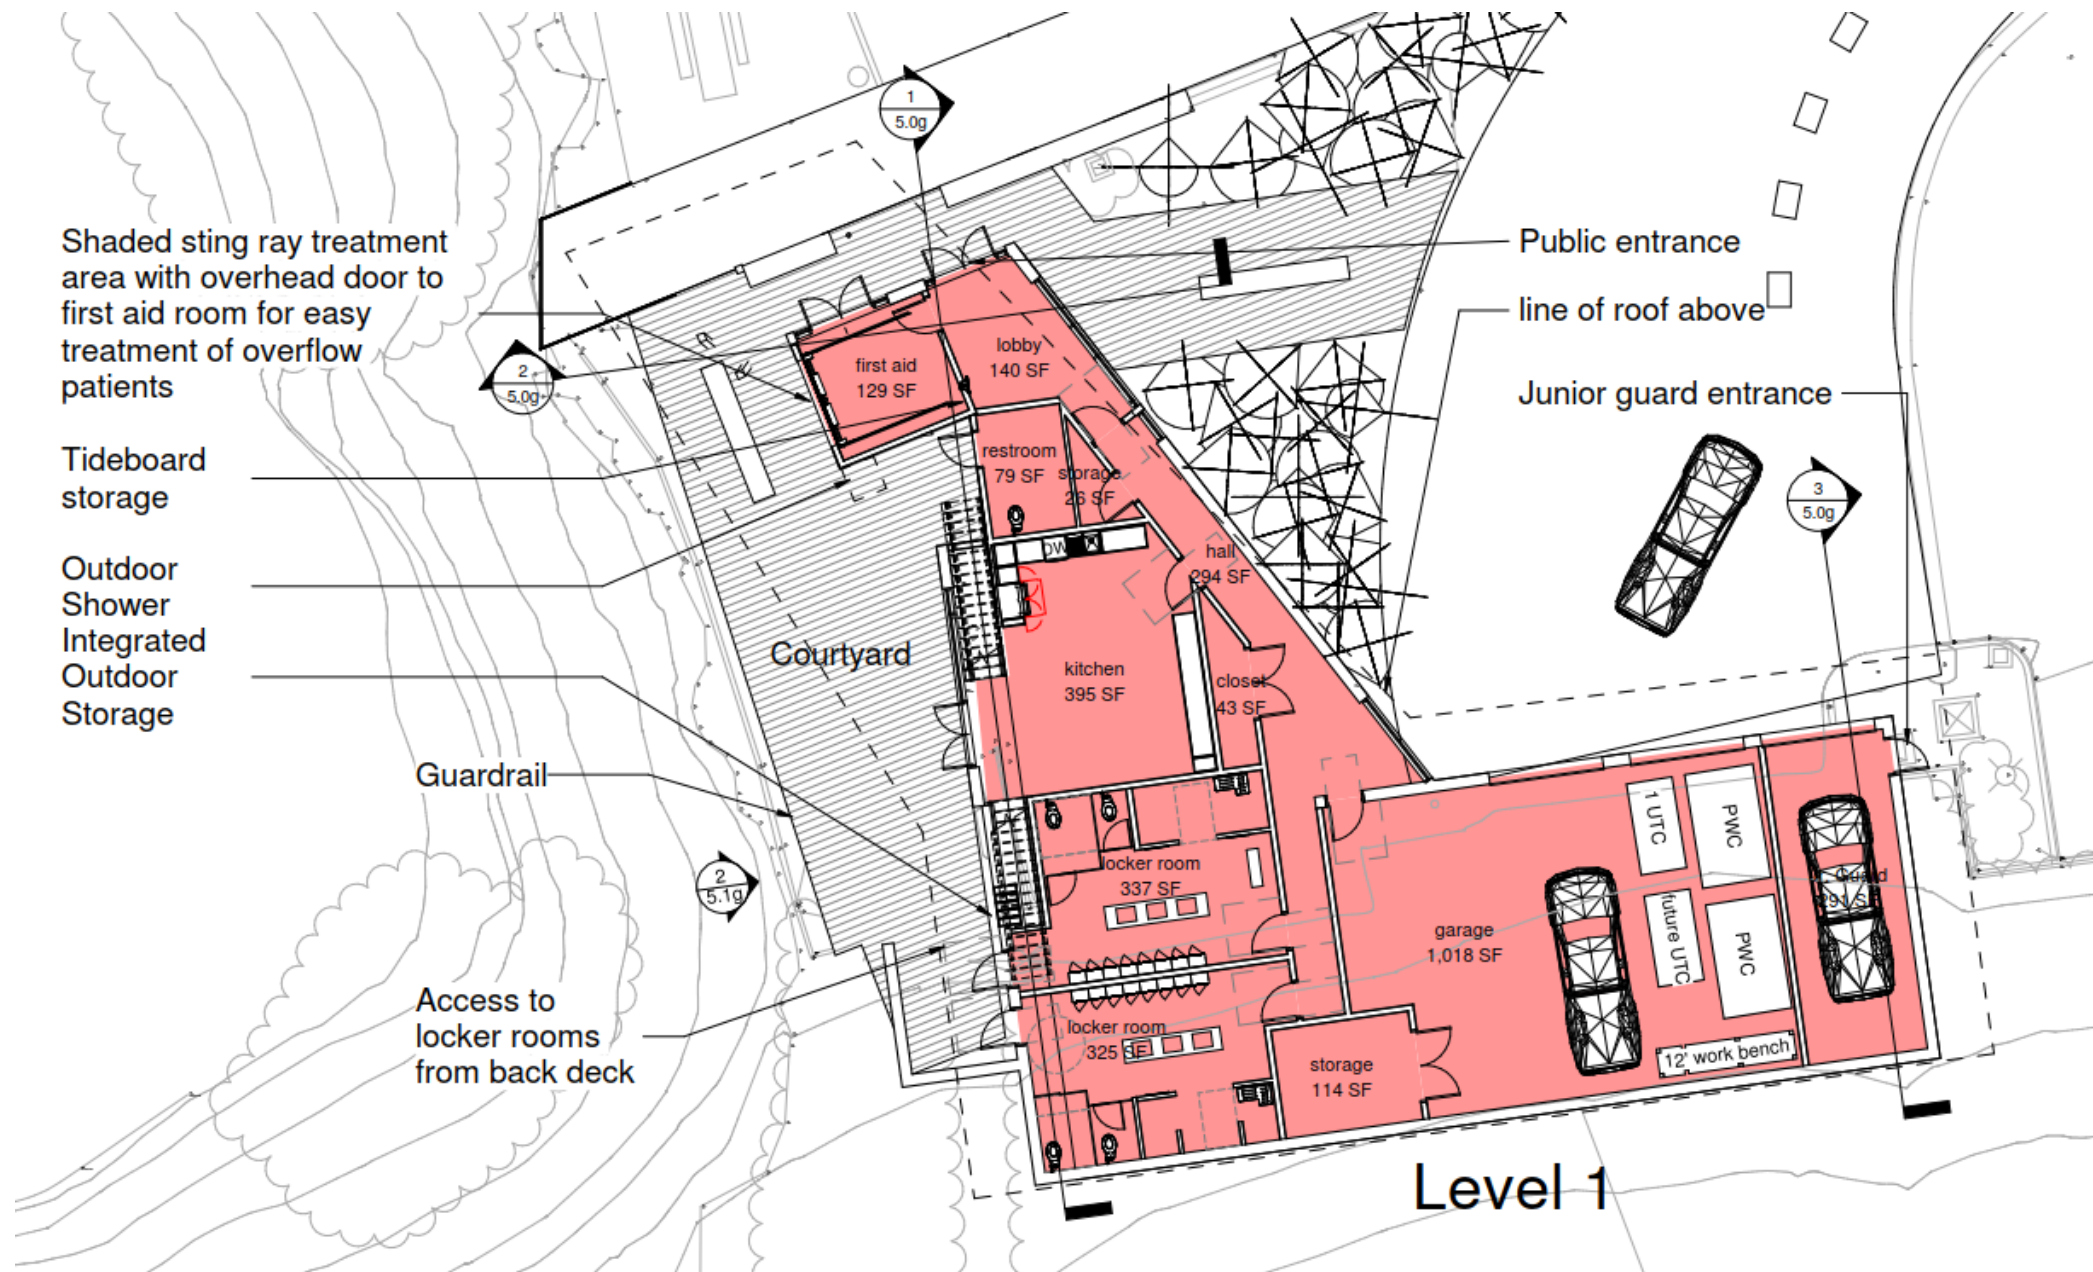 1
5.0g
Shaded sting ray treatment
area with overhead door to
first aid room for easy
treatment of overflow
patients
Public entrance
line of roof above
Junior guard entrance
2
5.0g
lobby
140 SF
first aid
129 SF
Tideboard
storage
restroom
79 SF
storage
26 SF
3
5.0g
Outdoor
Shower
Integrated
Outdoor
Storage
DW
hall
294 SF
Courtyard
kitchen
395 SF
closet
43 SF
Guardrail
1 UTC
PWC
2
5.1g
locker room
337 SF
Guard
291 SF
garage
1,018 SF
future UTC
PWC
Access to
locker rooms
from back deck
locker room
325 SF
12' work bench
storage
114 SF
Level 1